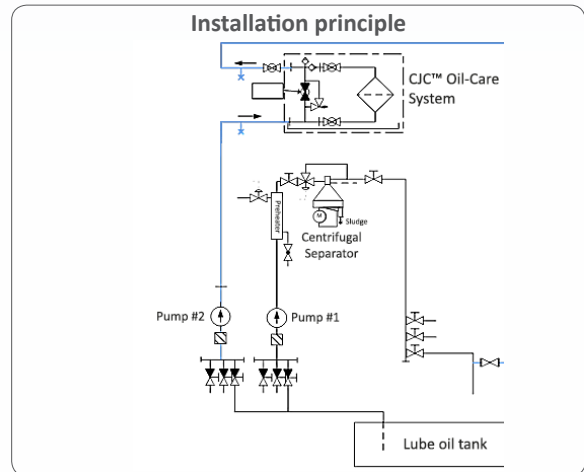 Installation principle
CJC™ Oil-Care
System
Preheater
M
Sludge
Centrifugal
Separator
Pump #2
Pump #1
Lube oil tank